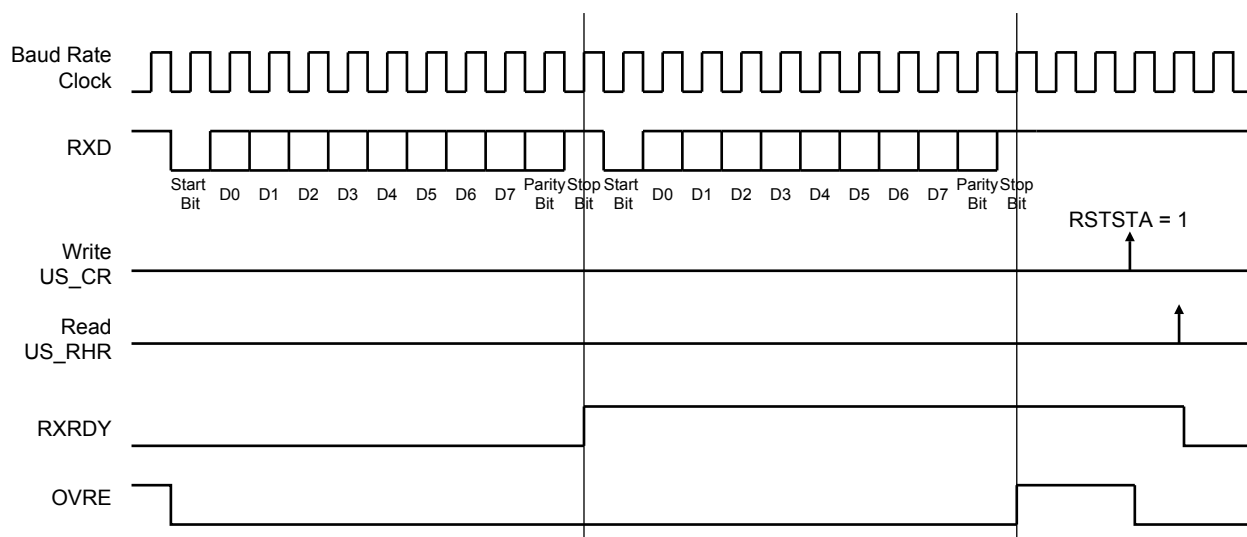 Baud Rate
Clock
RXD
Start
Bit
D0
D1
D2
D3
D4
D5
D6
D7
Parity
Bit
Stop
Bit
Start
Bit
D0
D1
D2
D3
D4
D5
D6
D7
Parity
Bit
Stop
Bit
RSTSTA = 1
Write
US_CR
Read
US_RHR
RXRDY
OVRE